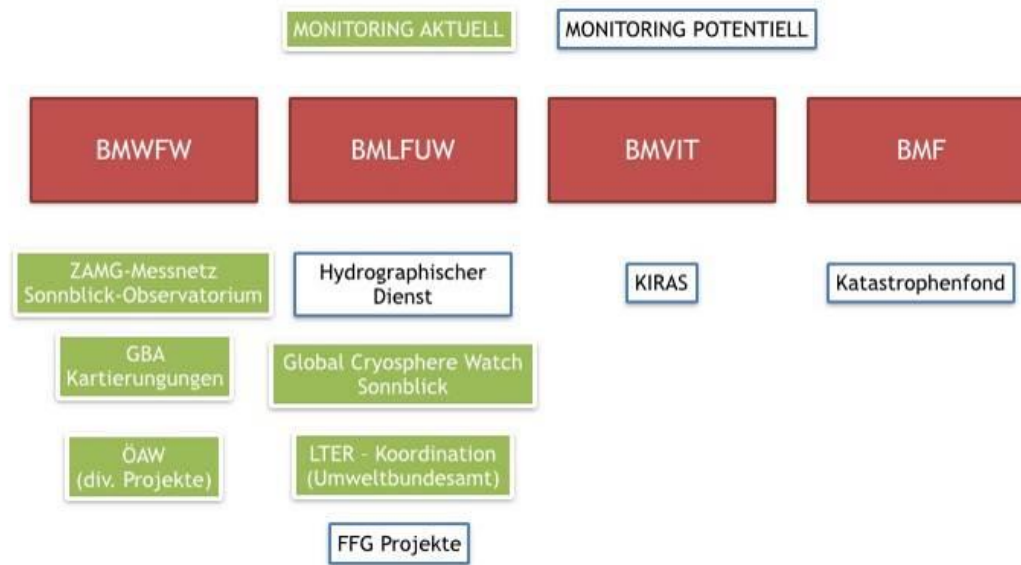 MONITORING AKTUELL
MONITORING POTENTIELL
BMWFW
BMLFUW
BMVIT
BMF
ZAMG-Messnetz
Sonnblick-Observatorium
Hydrographischer
Dienst
KIRAS
Katastrophenfond
GBA
Kartierungungen
Global Cryosphere Watch
Sonnblick
ÖAW
(div. Projekte)
LTER - Koordination
(Umweltbundesamt)
FFG Projekte